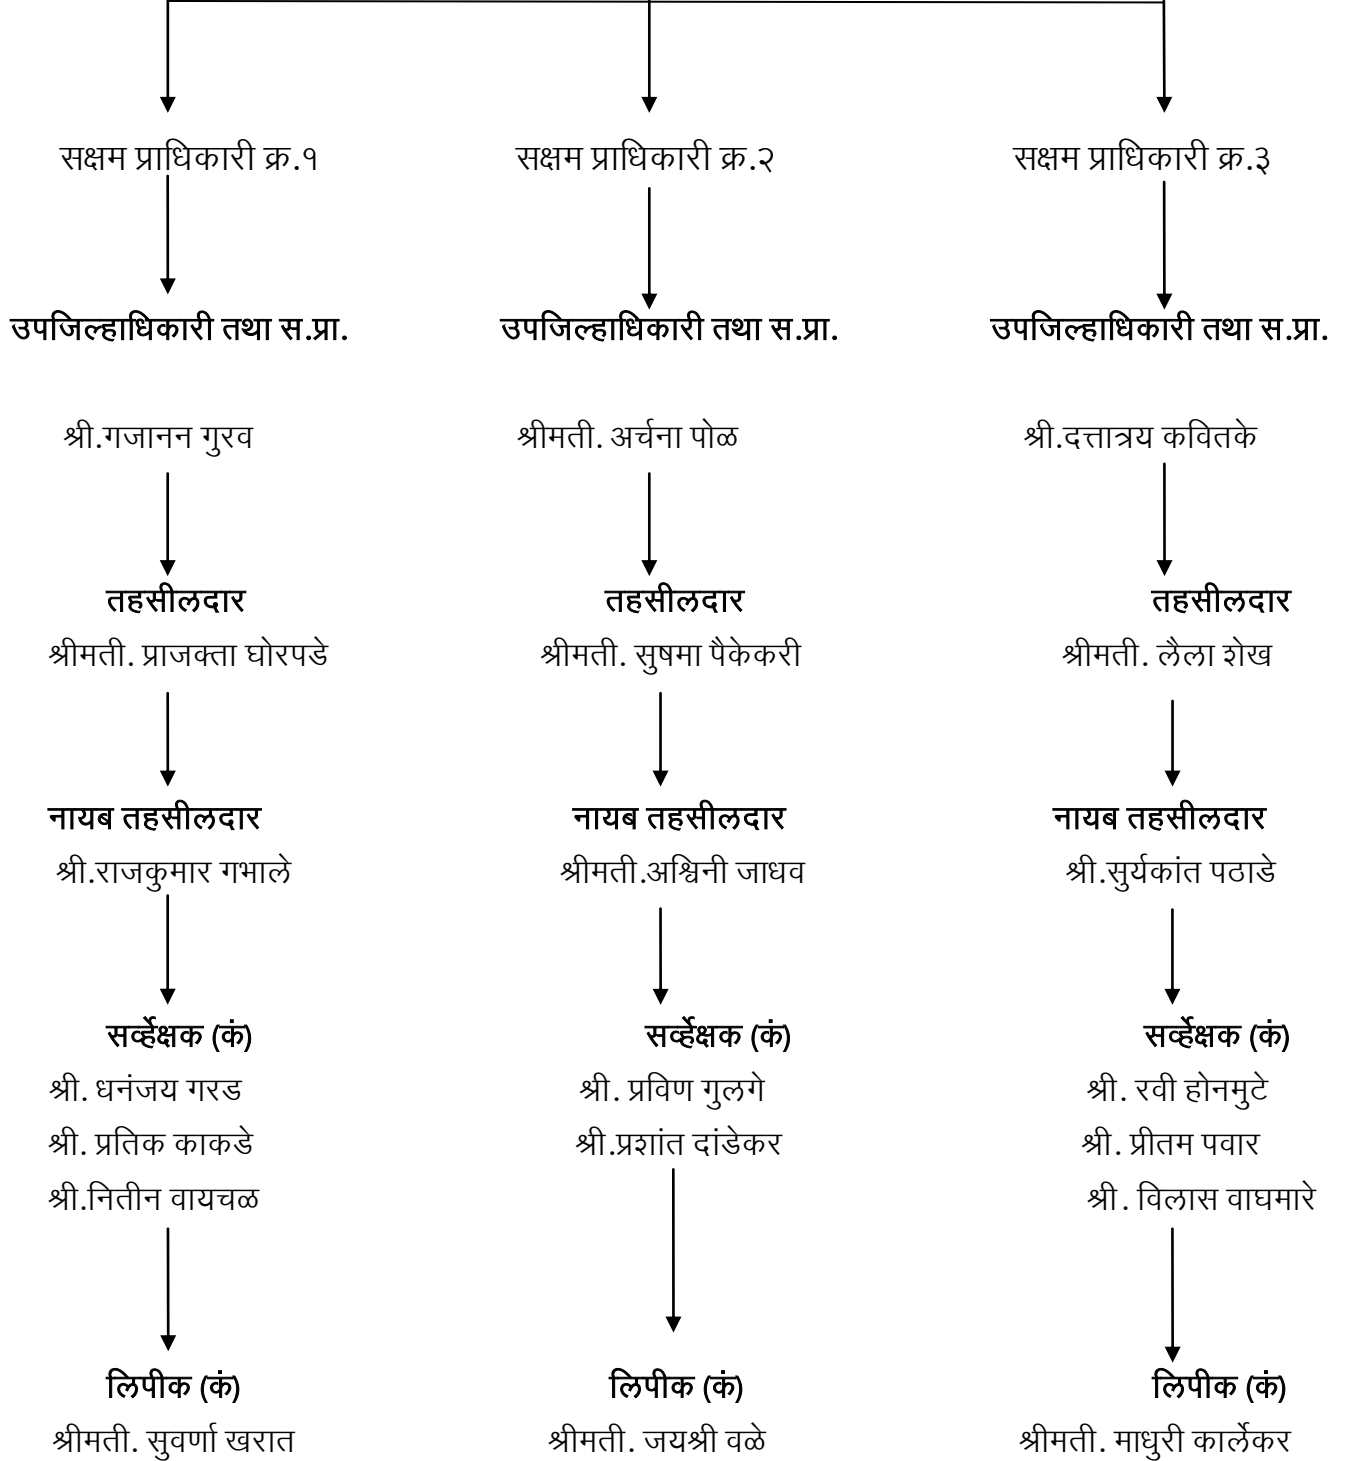 सक्षम प्राधिकारी क्र.१
सक्षम प्राधिकारी क्र.२
सक्षम प्राधिकारी क्र.३
उपजिल्हाधिकारी तथा स.प्रा.
उपजिल्हाधिकारी तथा स.प्रा.
उपजिल्हाधिकारी तथा स.प्रा.
श्री.गजानन गुरव
श्रीमती. अर्चना पोळ
श्री.दत्तात्रय कवितके
तहसीलदार
तहसीलदार
तहसीलदार
श्रीमती. प्राजक्ता घोरपडे
श्रीमती. सुषमा पैकेकरी
श्रीमती. लैला शेख
नायब तहसीलदार
नायब तहसीलदार
नायब तहसीलदार
श्री.राजकुमार गभाले
श्रीमती.अश्विनी जाधव
श्री.सुर्यकांत पठाडे
सर्व्हेक्षक (कं)
सर्व्हेक्षक (कं)
सर्व्हेक्षक (कं)
श्री. धनंजय गरड
श्री. प्रविण गुलगे
श्री. रवी होनमुटे
श्री. प्रतिक काकडे
श्री.प्रशांत दांडेकर
श्री. प्रीतम पवार
श्री.नितीन वायचळ
श्री. विलास वाघमारे
लिपीक (कं)
लिपीक (कं)
लिपीक (कं)
श्रीमती. सुवर्णा खरात
श्रीमती. जयश्री वळे
श्रीमती. माधुरी कार्लेकर